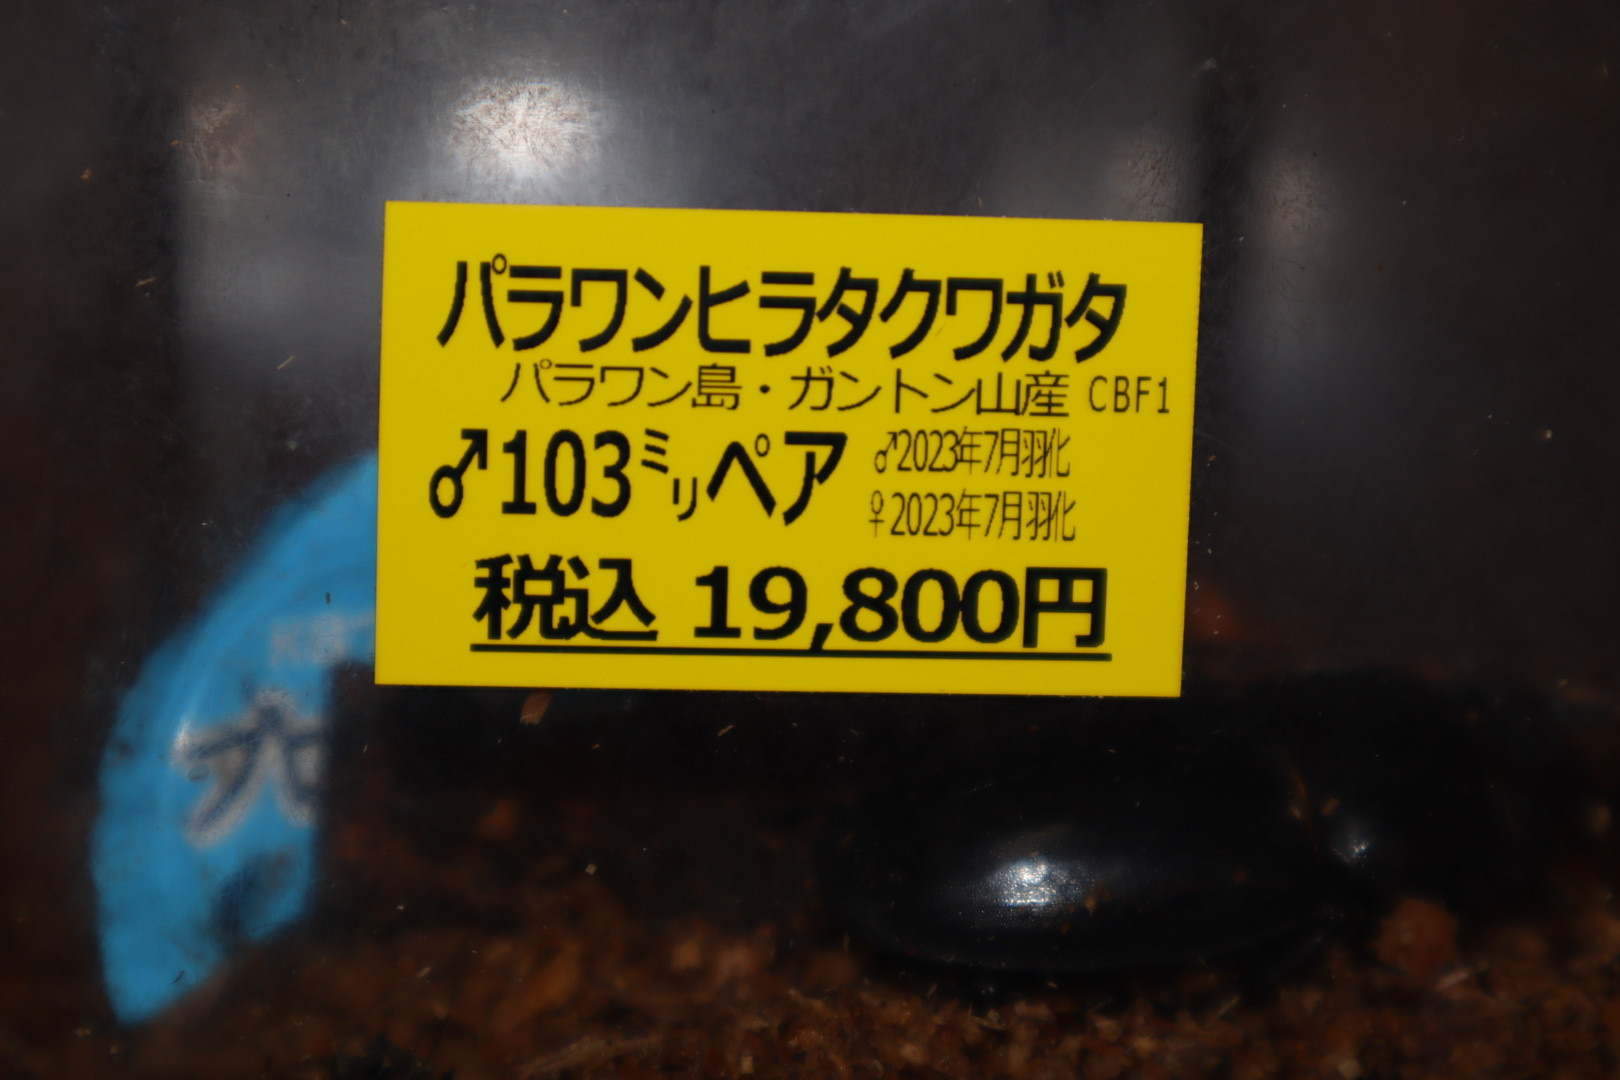 パラワンヒラタクワガタ
パラワン島・ガントン山産 CBF1
♂103ミリペア
♂2023年7月羽化
♀2023年7月羽化
税込 19,800円